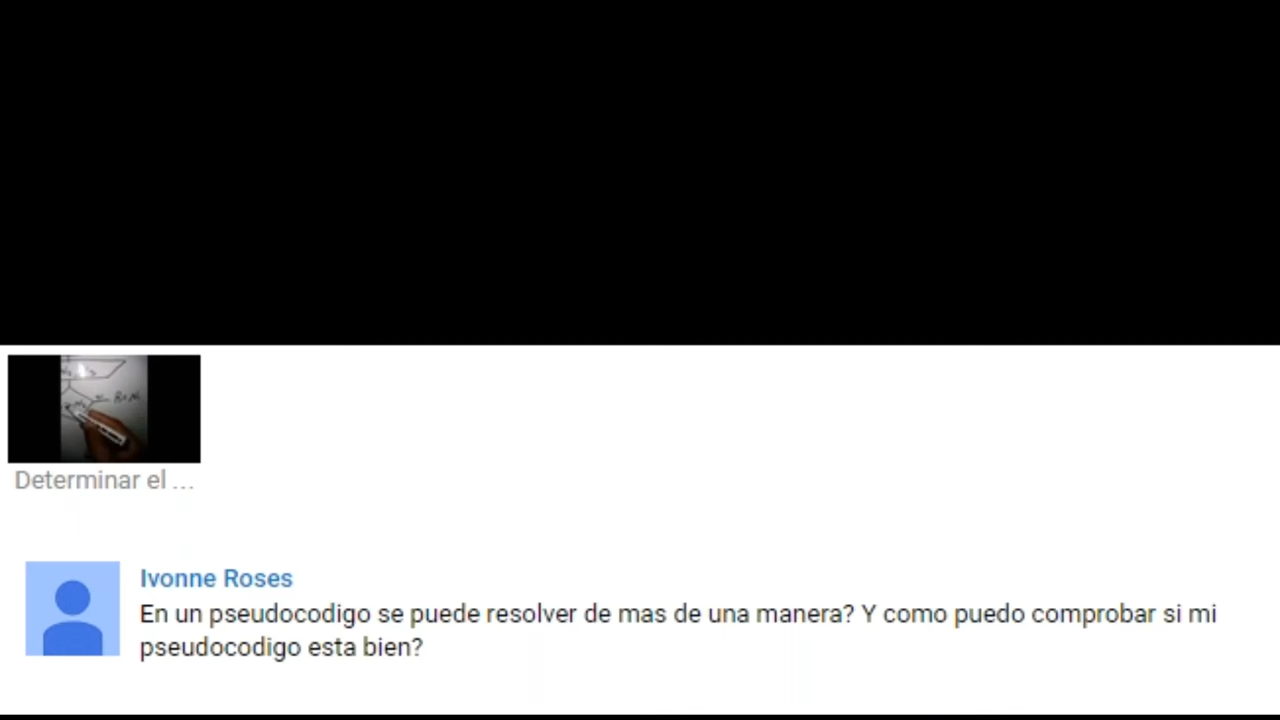 Determinar el ...
Ivonne Roses
En un pseudocodigo se puede resolver de mas de una manera? Y como puedo comprobar si mi
pseudocodigo esta bien?